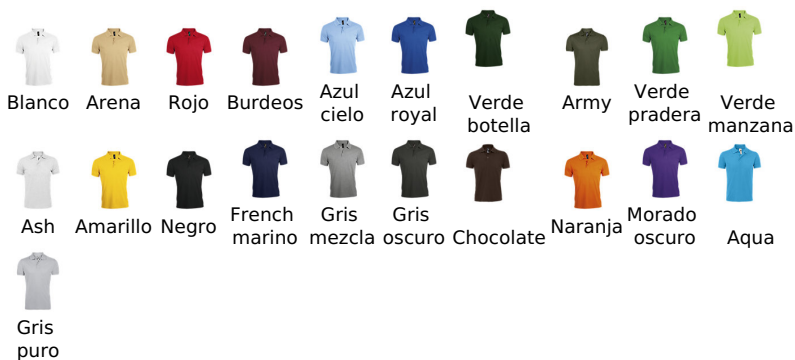 Blanco
Arena
Rojo
Burdeos
Azul
cielo
Azul
royal
Verde
botella
Army
Verde
pradera
Verde
manzana
Ash
Amarillo
Negro
French
marino
Gris
mezcla
Gris
oscuro
Chocolate
Naranja
Morado
oscuro
Aqua
Gris
puro